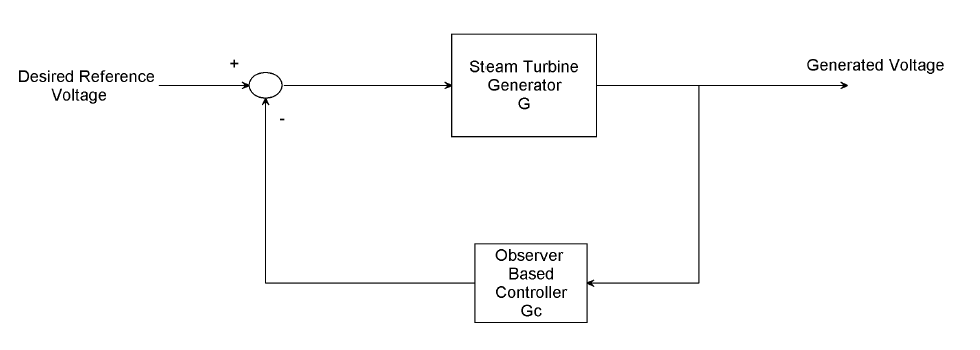 +
Desired Reference
Voltage
-
Steam Turbine
Generator
G
Generated Voltage
Observer
Based
Controller
Gc